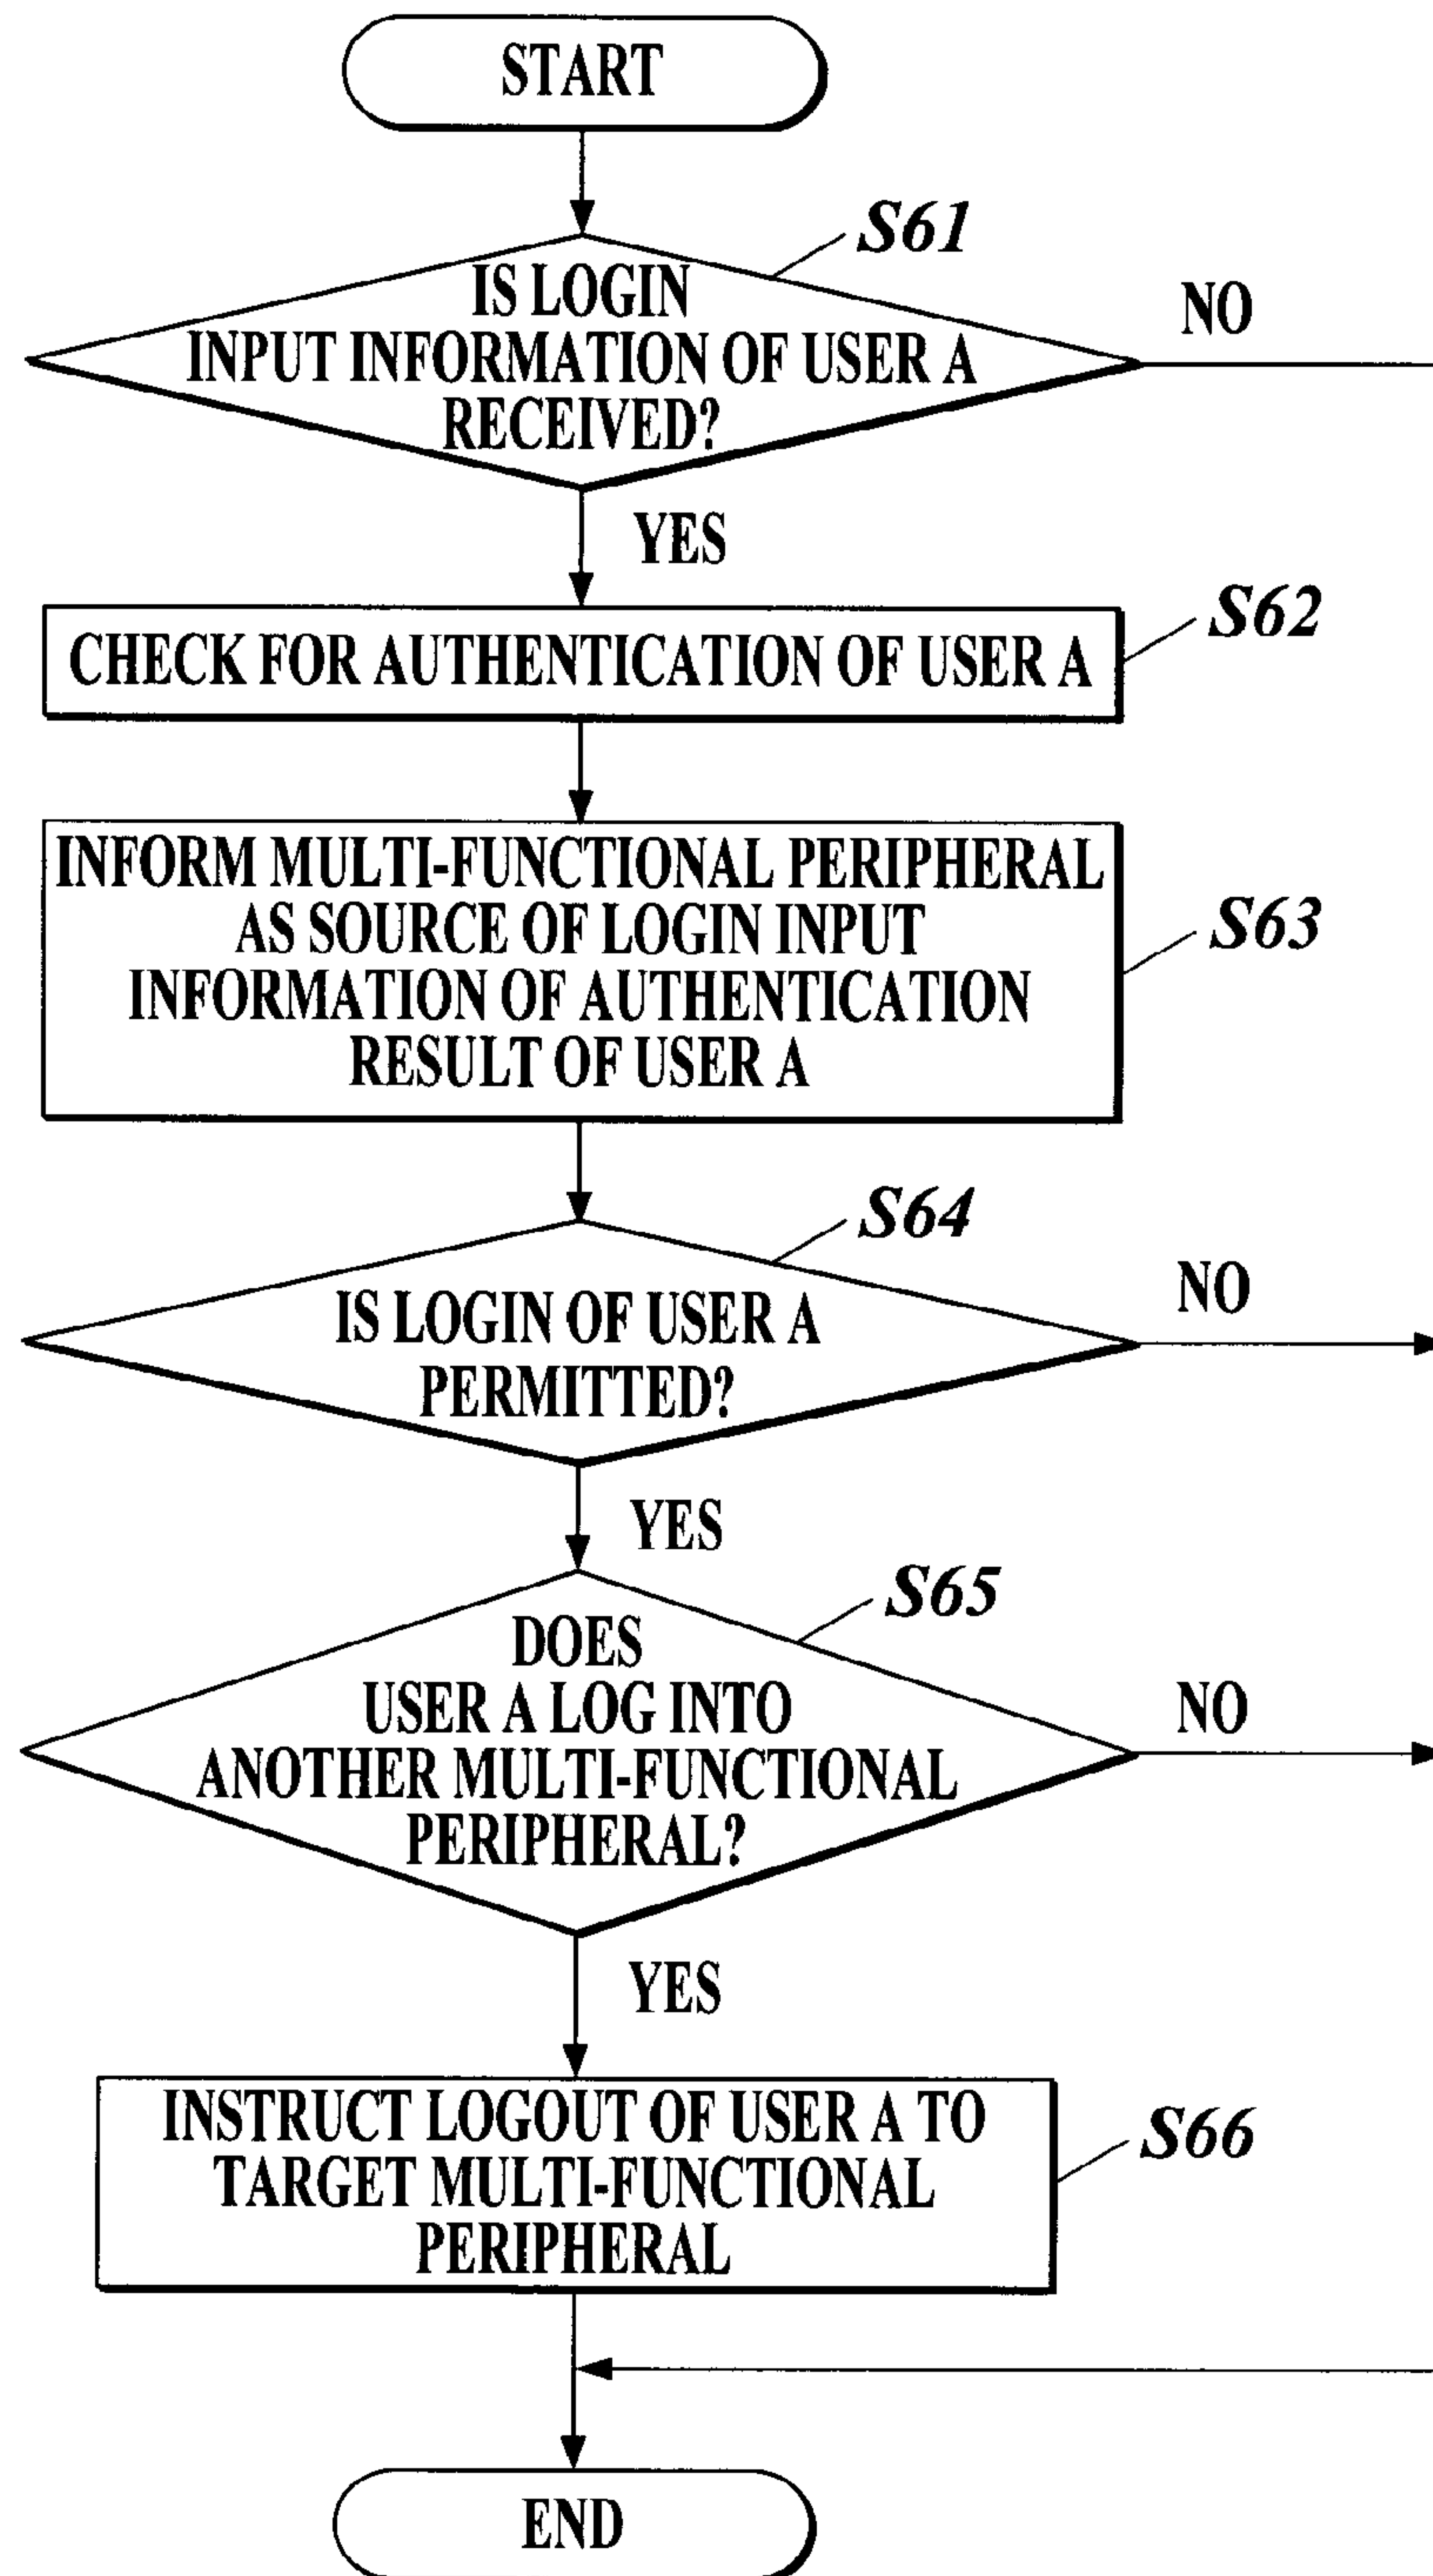 START
S61
IS LOGIN
INPUT INFORMATION OF USER A
RECEIVED?
NO
YES
S62
CHECK FOR AUTHENTICATION OF USER A
INFORM MULTI-FUNCTIONAL PERIPHERAL
AS SOURCE OF LOGIN INPUT
INFORMATION OF AUTHENTICATION
RESULT OF USER A
S63
S64
IS LOGIN OF USER A
PERMITTED?
NO
YES
S65
DOES
USER A LOG INTO
ANOTHER MULTI-FUNCTIONAL
PERIPHERAL?
NO
YES
INSTRUCT LOGOUT OF USER A TO
TARGET MULTI-FUNCTIONAL
PERIPHERAL
S66
END